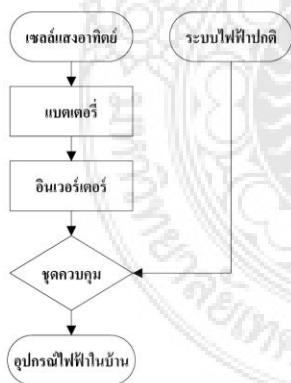 เซลล์แสงอาทิตย์
ระบบไฟฟ้าปกติ
แบตเตอรี่
อินเวอร์เตอร์
ชุดควบคุม
อุปกรณ์ไฟฟ้าในบ้าน